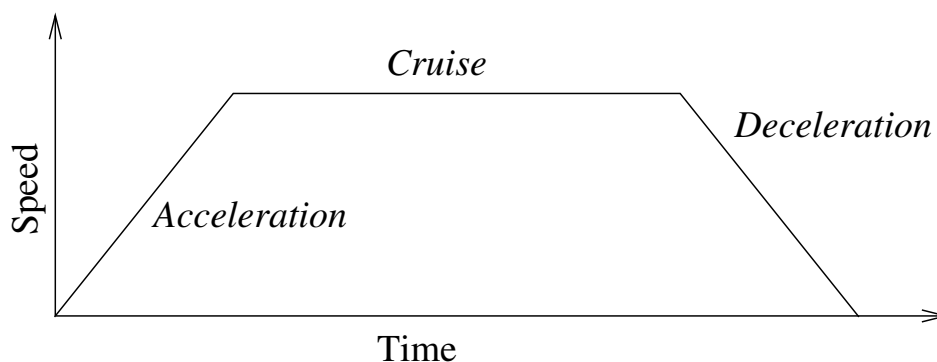 Cruise
Deceleration
Speed
Acceleration
Time